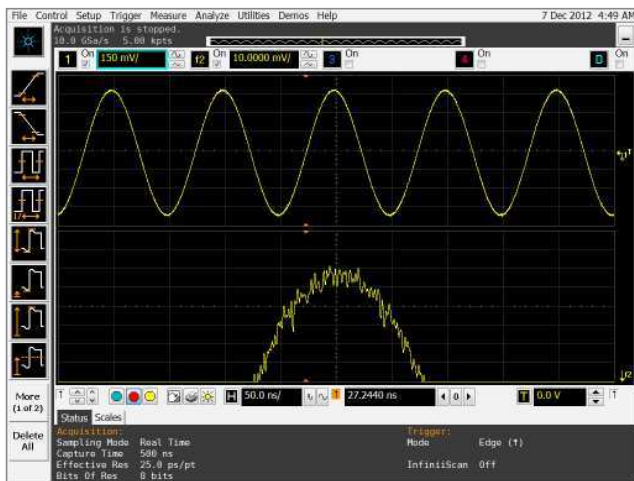 File Control Setup Trigger Measure Analyze Utilities Demos Help 7 Dec 2012 4:49 AM
Acquisition is stopped.
10.0 GSa/s 5.00 kpts
1 On 150 mV/ f2 On 10.0000 mV/ 3 On 4 On D On
T
f2
More
(1 of 2)
Delete
All
T H 50.0 ns/ 27.2440 ns 0 T 0.0 V T
Status Scales
Acquisition: Trigger:
Sampling Mode Real Time Mode Edge (↑)
Capture Time 500 ns
Effective Res 25.0 ps/pt InfiniiScan Off
Bits Of Res 8 bits